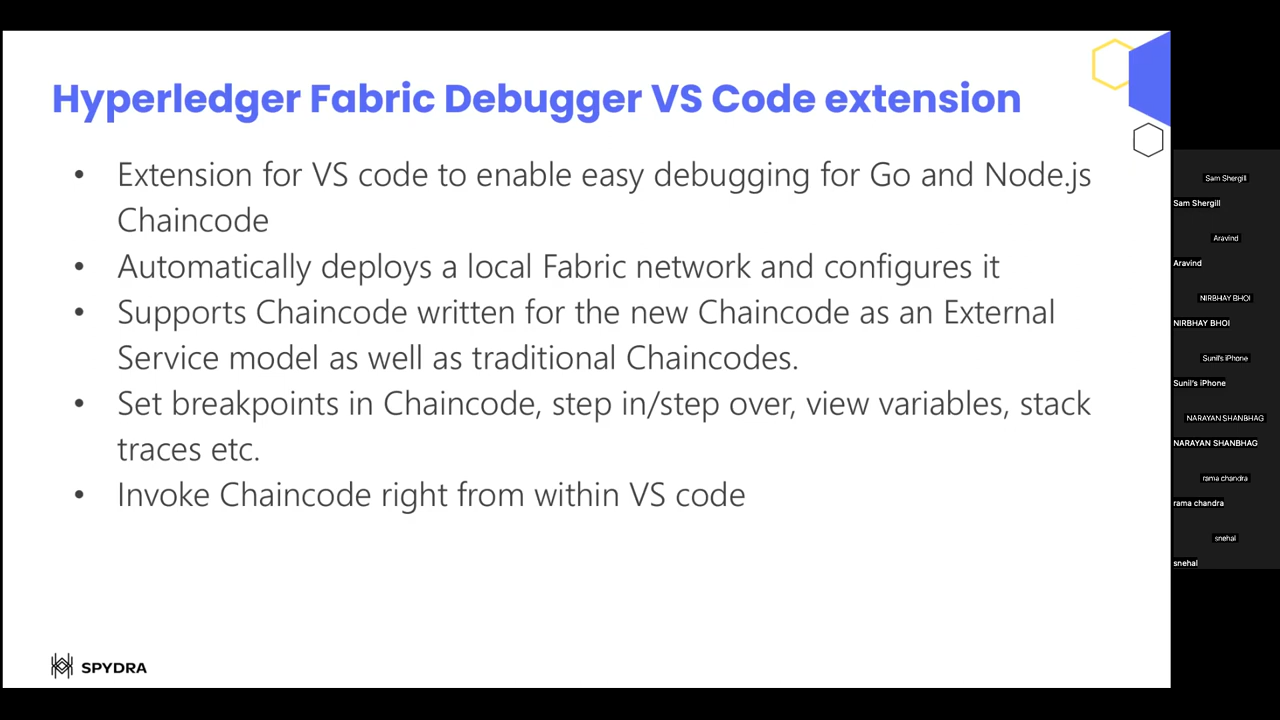 Hyperledger Fabric Debugger VS Code extension
• Extension for VS code to enable easy debugging for Go and Node.js
Chaincode
• Automatically deploys a local Fabric network and configures it
• Supports Chaincode written for the new Chaincode as an External
Service model as well as traditional Chaincodes.
• Set breakpoints in Chaincode, step in/step over, view variables, stack
traces etc.
• Invoke Chaincode right from within VS code
SPYDRA
Sam Shergill
Sam Shergill
Aravind
Aravind
NIRBHAY BHOI
NIRBHAY BHOI
Sunil's iPhone
Sunil's iPhone
NARAYAN SHANBHAG
NARAYAN SHANBHAG
rama chandra
rama chandra
snehal
snehal